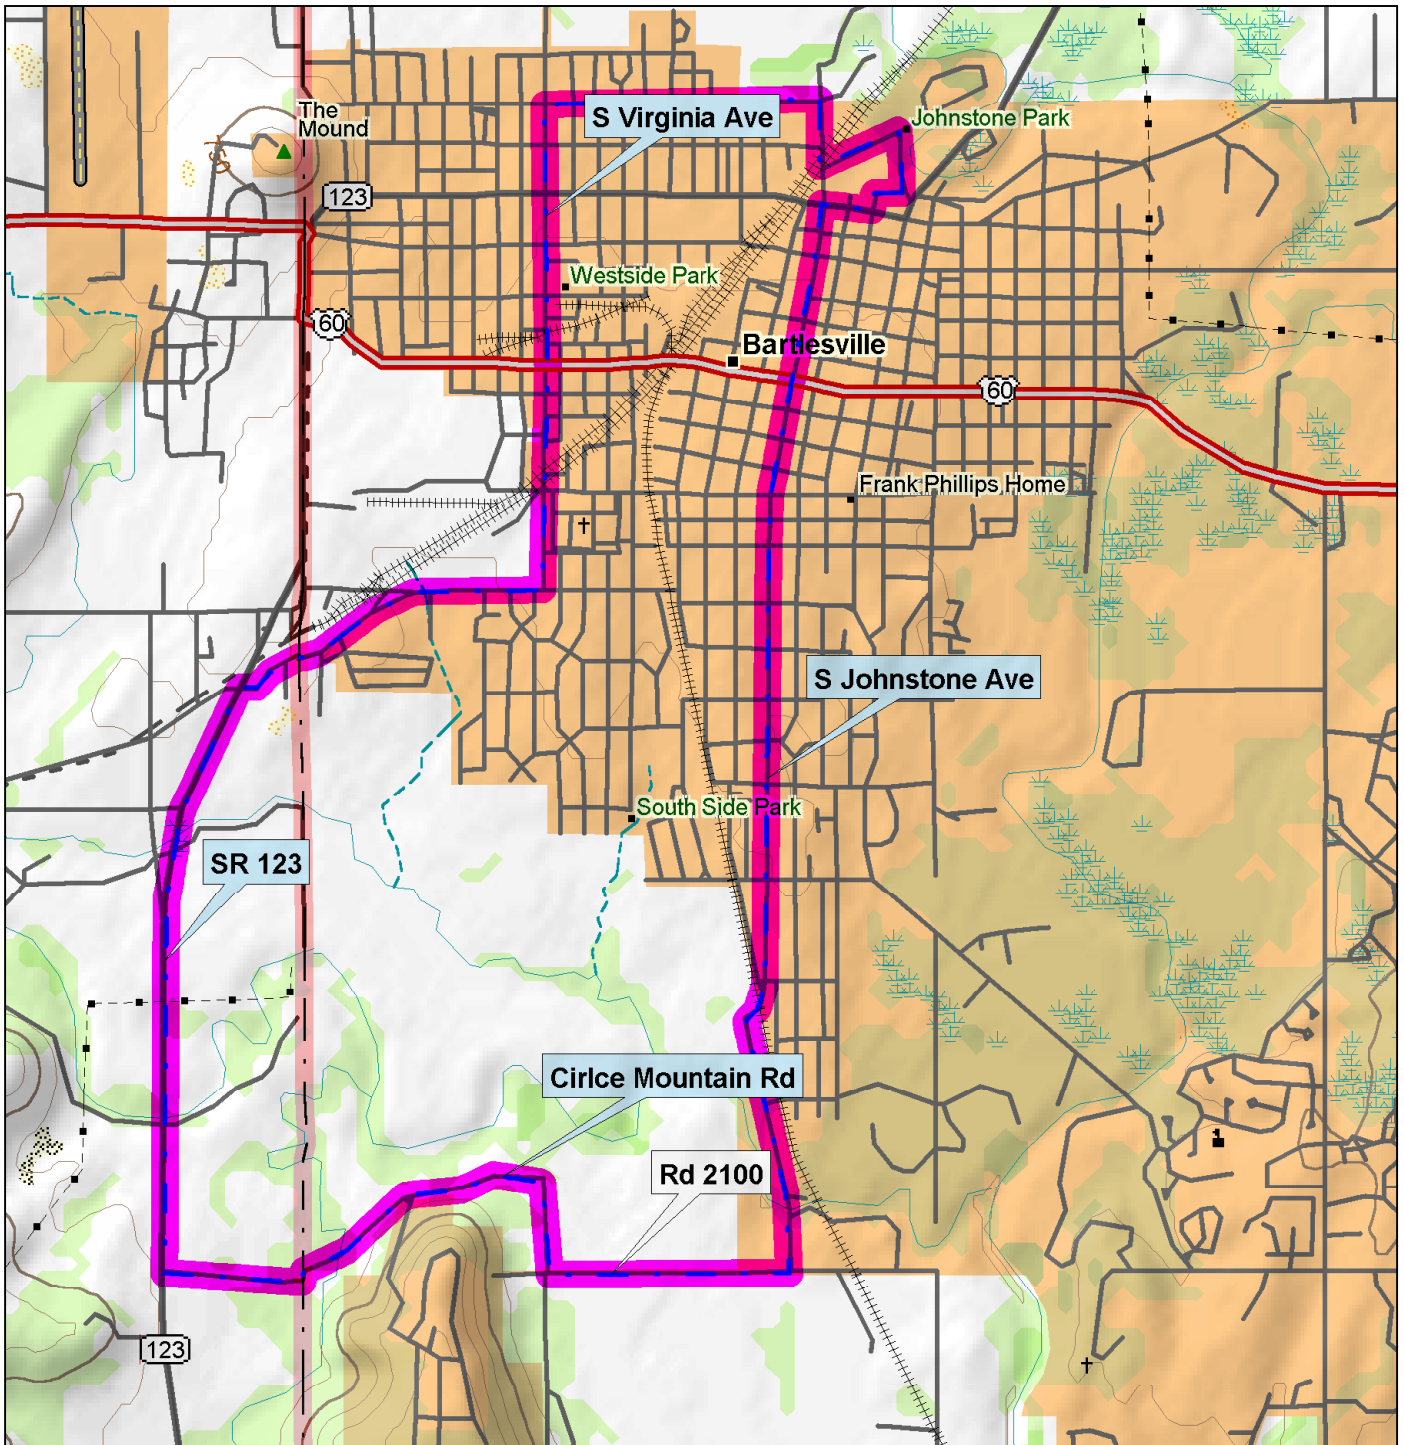 The
Mound
S Virginia Ave
Johnstone Park
123
Westside Park
60
Bartlesville
60
Frank Phillips Home
S Johnstone Ave
South Side Park
SR 123
Cirlce Mountain Rd
Rd 2100
123